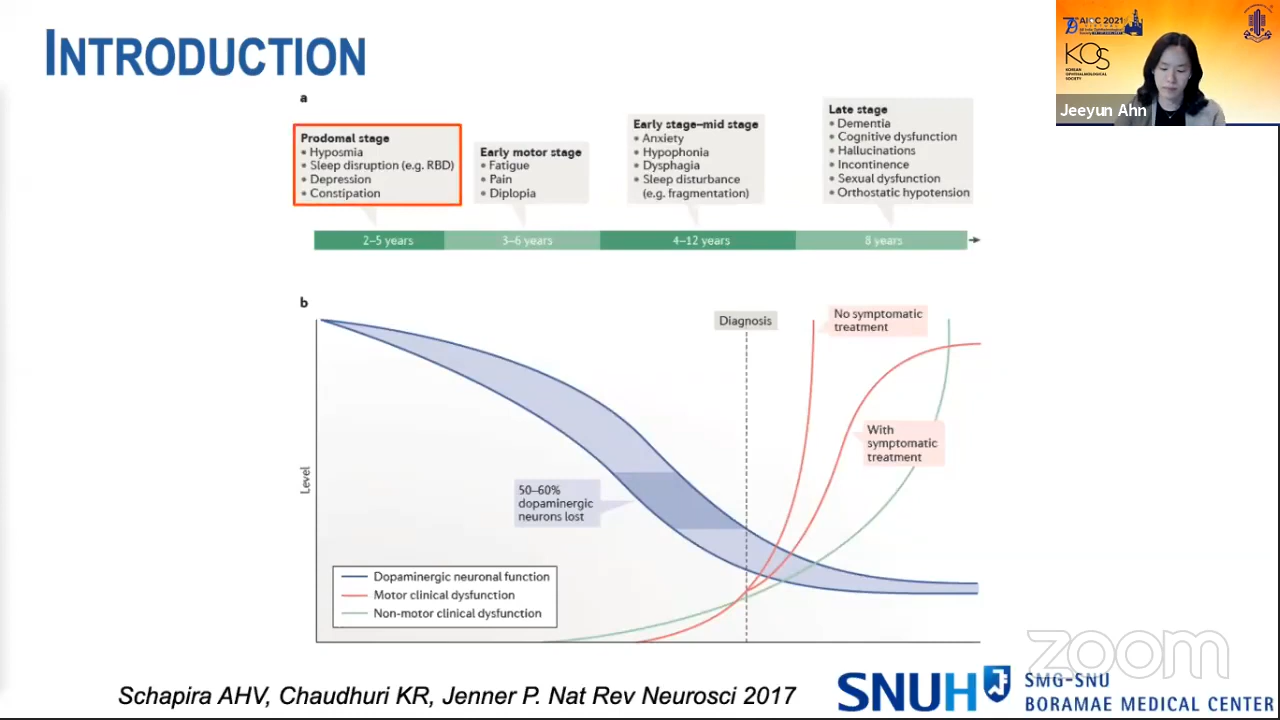 INTRODUCTION
a
Prodomal stage
• Hyposmia
• Sleep disruption (e.g. RBD)
• Depression
• Constipation
Early motor stage
• Fatigue
• Pain
• Diplopia
Early stage–mid stage
• Anxiety
• Hypophonia
• Dysphagia
• Sleep disturbance
(e.g. fragmentation)
Late stage
• Dementia
• Cognitive dysfunction
• Hallucinations
• Incontinence
• Sexual dysfunction
• Orthostatic hypotension
2–5 years
3–6 years
4–12 years
8 years
b
Diagnosis
No symptomatic
treatment
With
symptomatic
treatment
Level
50–60%
dopaminergic
neurons lost
Dopaminergic neuronal function
Motor clinical dysfunction
Non-motor clinical dysfunction
Schapira AHV, Chaudhuri KR, Jenner P. Nat Rev Neurosci 2017
SNUH
SMG-SNU
BORAMAE MEDICAL CENTER
zoom
AIOC 2021
KOS
KOREAN
OPHTHALMOLOGICAL
SOCIETY
Jeeyun Ahn